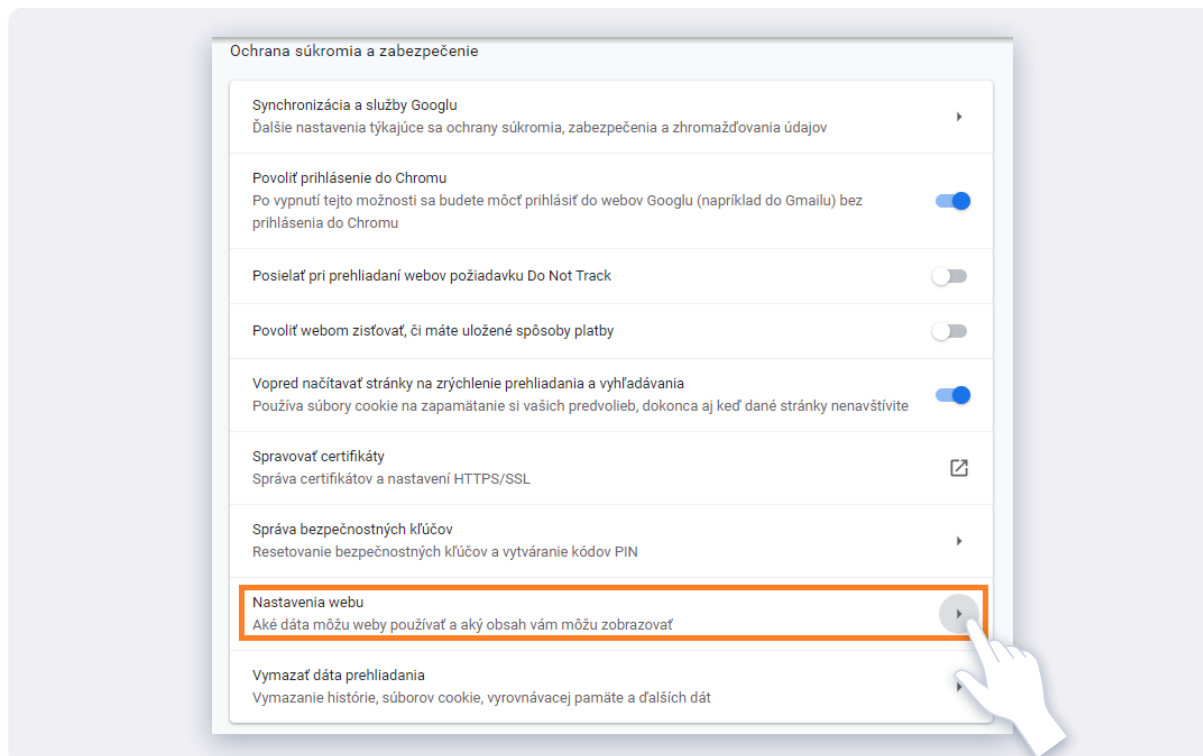 Ochrana súkromia a zabezpečenie
Synchronizácia a služby Googlu
Ďalšie nastavenia týkajúce sa ochrany súkromia, zabezpečenia a zhromažďovania údajov
Povoliť prihlásenie do Chromu
Po vypnutí tejto možnosti sa budete môcť prihlásiť do webov Googlu (napríklad do Gmailu) bez
prihlásenia do Chromu
Posielať pri prehliadaní webov požiadavku Do Not Track
Povoliť webom zisťovať, či máte uložené spôsoby platby
Vopred načítavať stránky na zrýchlenie prehliadania a vyhľadávania
Používa súbory cookie na zapamätanie si vašich predvolieb, dokonca aj keď dané stránky nenavštívite
Spravovať certifikáty
Správa certifikátov a nastavení HTTPS/SSL
Správa bezpečnostných kľúčov
Resetovanie bezpečnostných kľúčov a vytváranie kódov PIN
Nastavenia webu
Aké dáta môžu weby používať a aký obsah vám môžu zobrazovať
Vymazať dáta prehliadania
Vymazanie histórie, súborov cookie, vyrovnávacej pamäte a ďalších dát